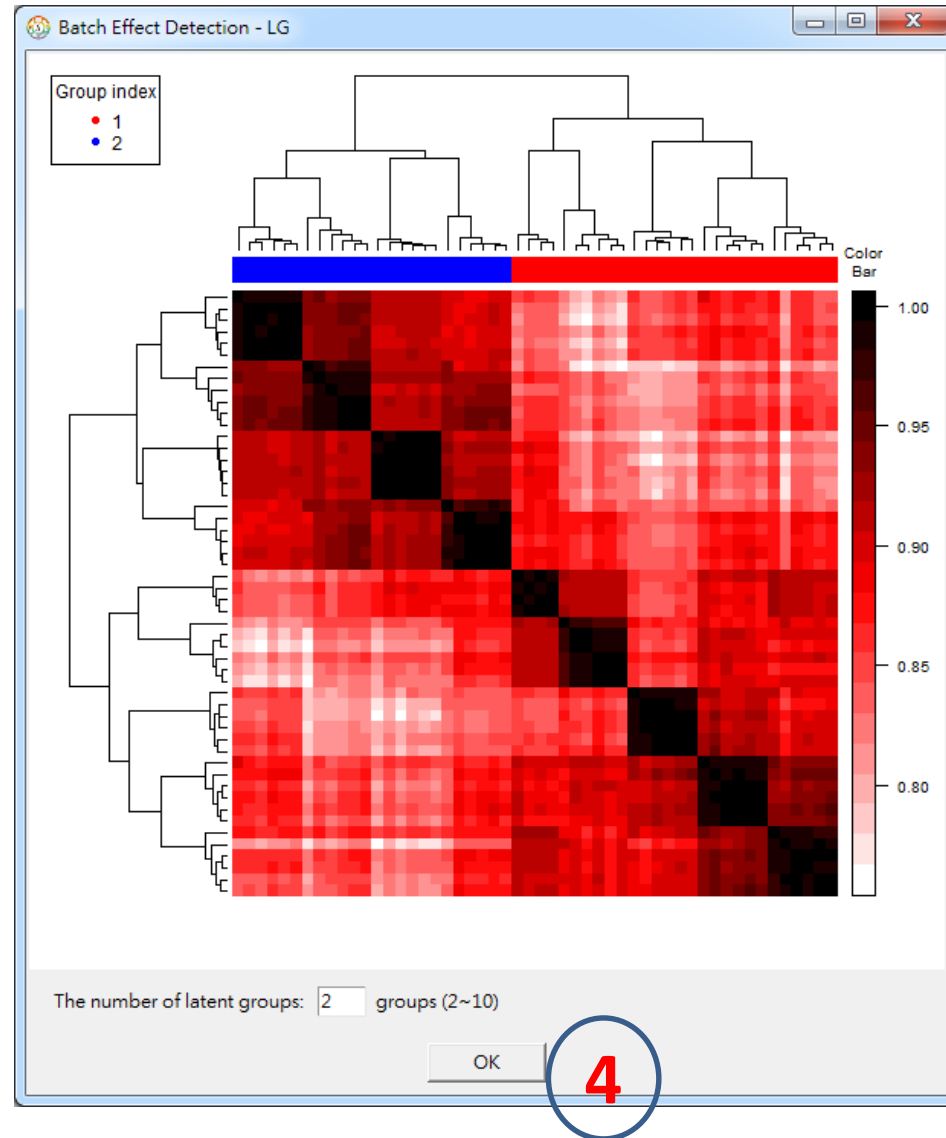 Batch Effect Detection - LG
Group index
1
2
Color
Bar
1.00
0.95
0.90
0.85
0.80
The number of latent groups: 2 groups (2~10)
OK
4